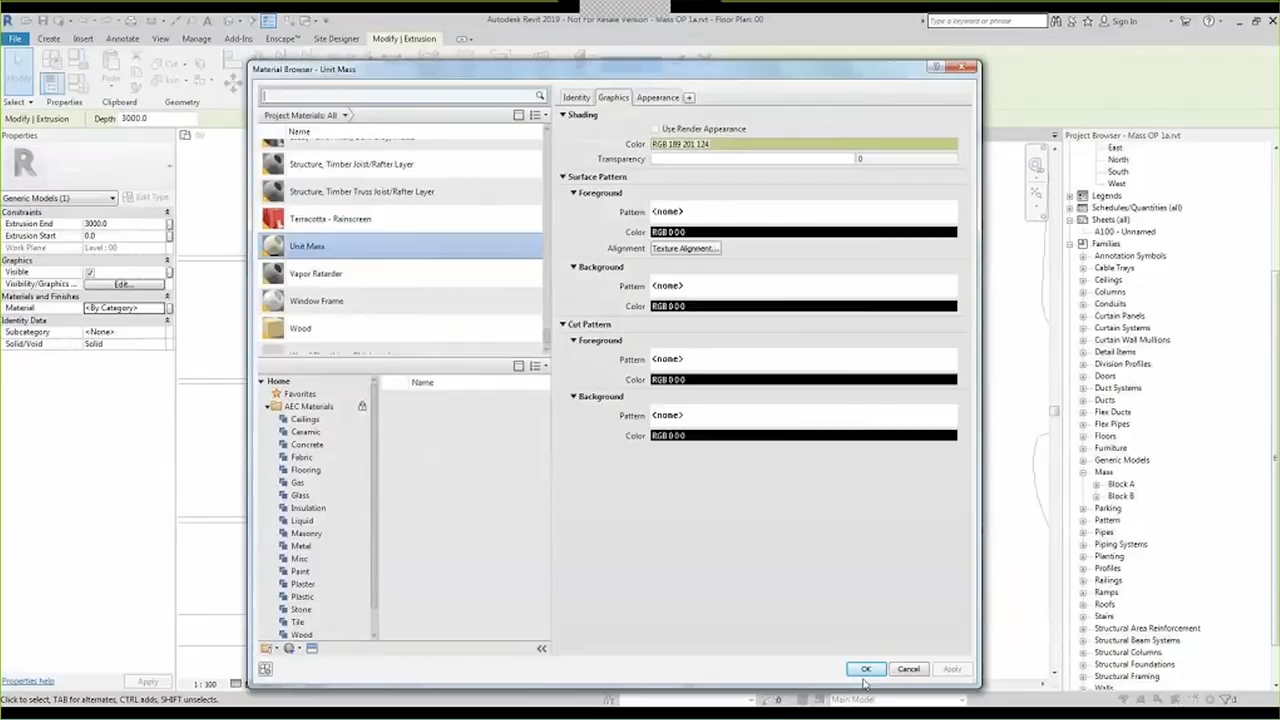 Autodesk Revit 2019 - Not For Resale Version - Mass OP 1a.rvt - Floor Plan: 00
Type a keyword or phrase
Sign In
File Create Insert Annotate View Manage Add-Ins Enscape™ Site Designer Modify | Extrusion
Modify
Paste
Cut
Join
Select Properties Clipboard Geometry
Modify | Extrusion Depth 3000.0
Properties
Generic Models (1) Edit Type
Constraints
Extrusion End 3000.0
Extrusion Start 0.0
Work Plane Level : 00
Graphics
Visible
Visibility/Graphics ... Edit...
Materials and Finishes
Material <By Category>
Identity Data
Subcategory <None>
Solid/Void Solid
Properties help Apply
Material Browser - Unit Mass
Project Materials: All
Name
Structure, Timber Joist/Rafter Layer
Structure, Timber Truss Joist/Rafter Layer
Terracotta - Rainscreen
Unit Mass
Vapor Retarder
Window Frame
Wood
Home
Name
Favorites
AEC Materials
Ceilings
Ceramic
Concrete
Fabric
Flooring
Gas
Glass
Insulation
Liquid
Masonry
Metal
Misc
Paint
Plaster
Plastic
Stone
Tile
Wood
Identity Graphics Appearance
Shading
Use Render Appearance
Color RGB 189 201 124
Transparency 0
Surface Pattern
Foreground
Pattern <none>
Color RGB 0 0 0
Alignment Texture Alignment...
Background
Pattern <none>
Color RGB 0 0 0
Cut Pattern
Foreground
Pattern <none>
Color RGB 0 0 0
Background
Pattern <none>
Color RGB 0 0 0
OK Cancel Apply
Project Browser - Mass OP 1a.rvt
East
North
South
West
Legends
Schedules/Quantities (all)
Sheets (all)
A100 - Unnamed
Families
Annotation Symbols
Cable Trays
Ceilings
Columns
Conduits
Curtain Panels
Curtain Systems
Curtain Wall Mullions
Detail Items
Division Profiles
Doors
Duct Systems
Ducts
Flex Ducts
Flex Pipes
Floors
Furniture
Generic Models
Mass
Block A
Block B
Parking
Pattern
Pipes
Piping Systems
Planting
Profiles
Railings
Ramps
Roofs
Stairs
Structural Area Reinforcement
Structural Beam Systems
Structural Columns
Structural Foundations
Structural Framing
Walls
1 : 100
Click to select, TAB for alternates, CTRL adds, SHIFT unselects.
:0
Main Model
:1